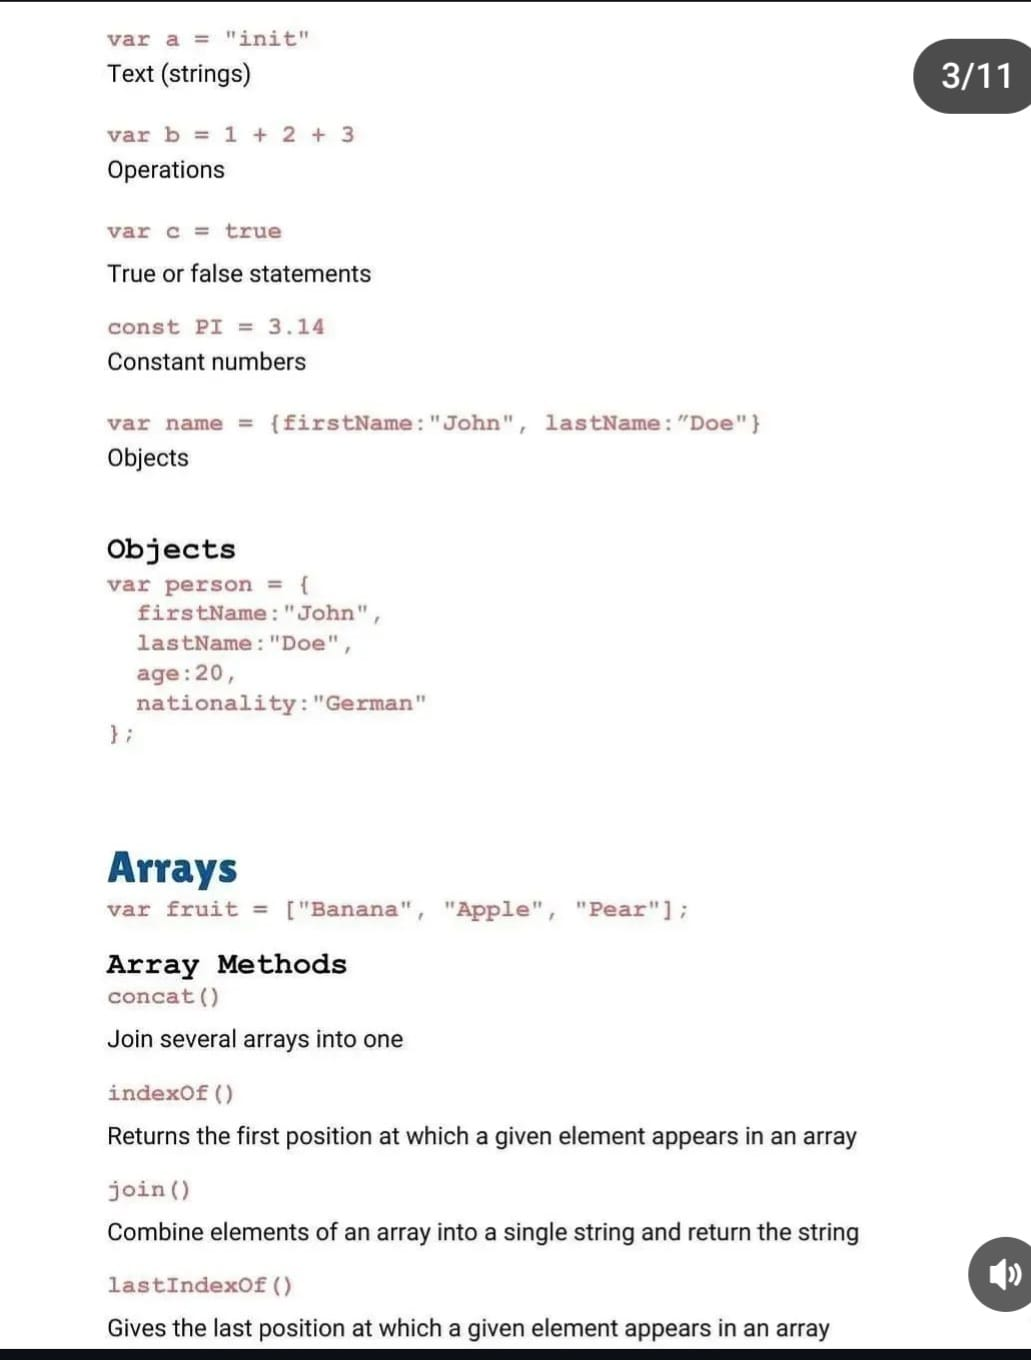 var a = "init"
3/11
Text (strings)
var b = 1 + 2 + 3
Operations
var c = true
True or false statements
const PI = 3.14
Constant numbers
var name = {firstName:"John", lastName:”Doe"}
Objects
Objects
var person = {
firstName:"John",
lastName:"Doe",
age:20,
nationality:"German"
};
Arrays
var fruit = ["Banana", "Apple", "Pear"];
Array Methods
concat()
Join several arrays into one
indexOf()
Returns the first position at which a given element appears in an array
join()
Combine elements of an array into a single string and return the string
lastIndexOf()
Gives the last position at which a given element appears in an array